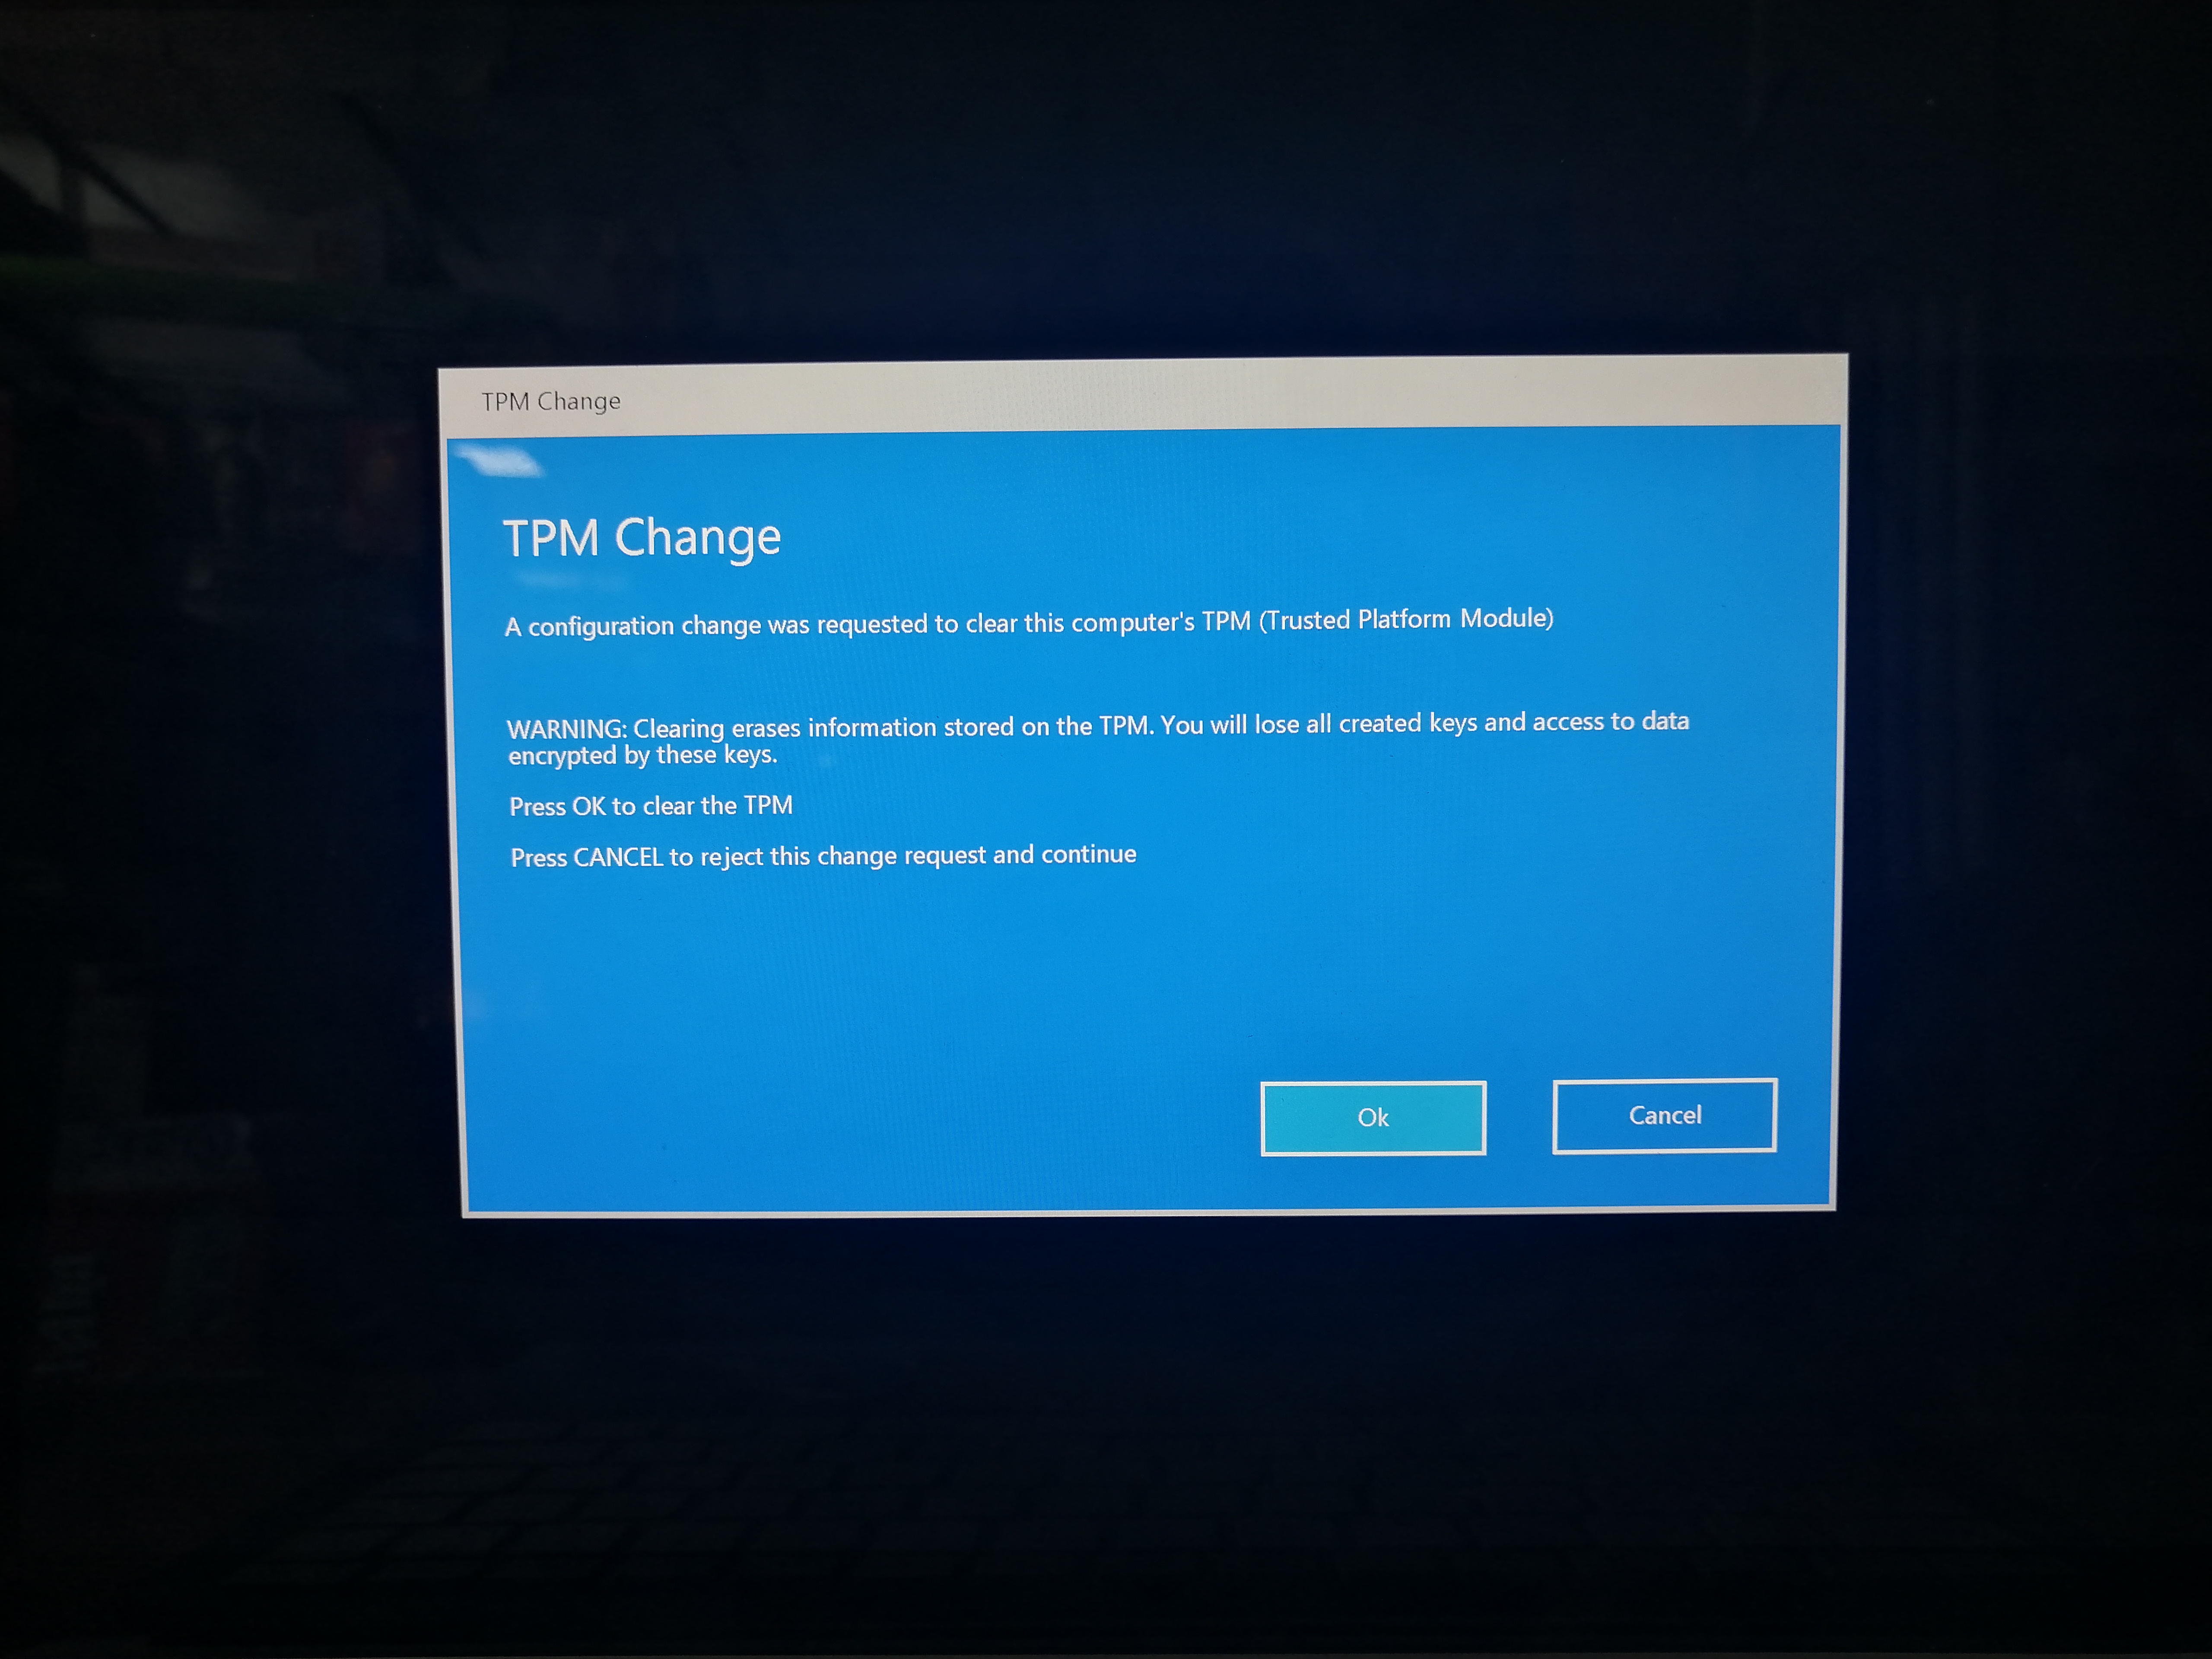 TPM Change
TPM Change
A configuration change was requested to clear this computer's TPM (Trusted Platform Module)
WARNING: Clearing erases information stored on the TPM. You will lose all created keys and access to data
encrypted by these keys.
Press OK to clear the TPM
Press CANCEL to reject this change request and continue
Ok
Cancel